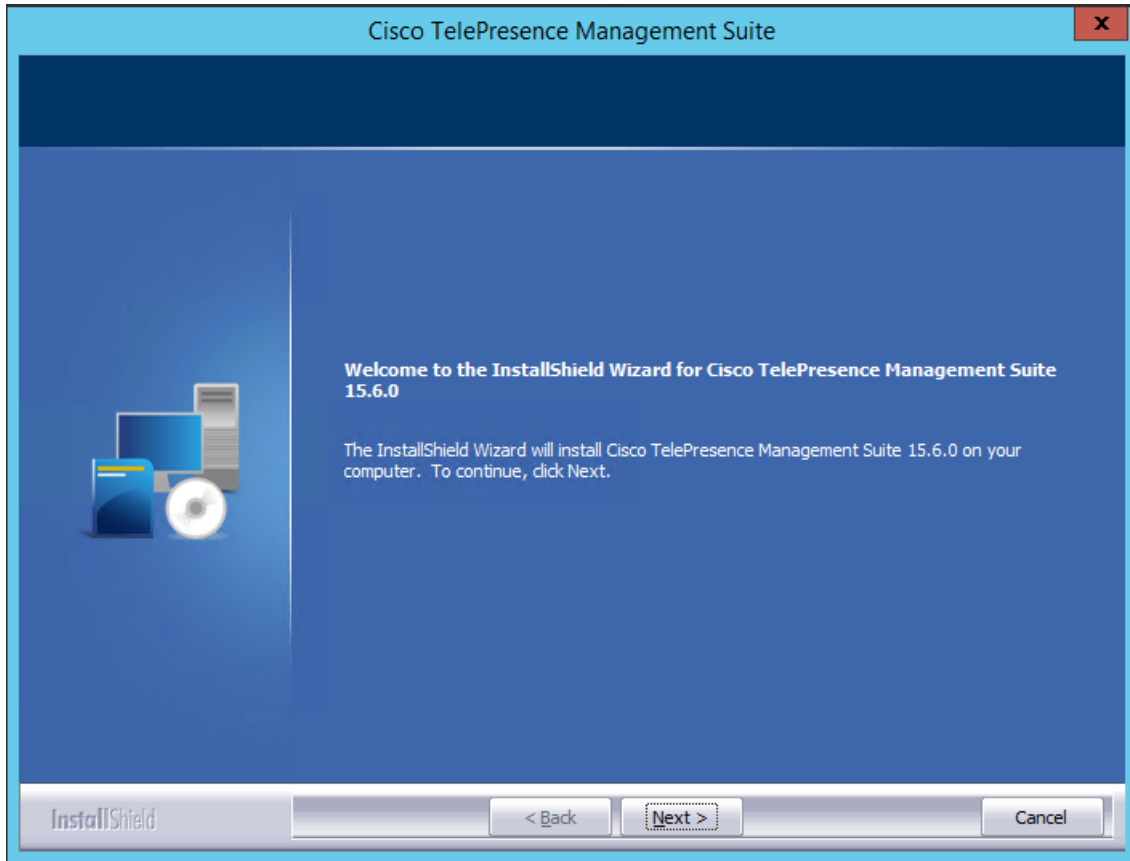 Cisco TelePresence Management Suite
x
Welcome to the InstallShield Wizard for Cisco TelePresence Management Suite
15.6.0
The InstallShield Wizard will install Cisco TelePresence Management Suite 15.6.0 on your
computer.  To continue, click Next.
InstallShield
< Back
Next >
Cancel